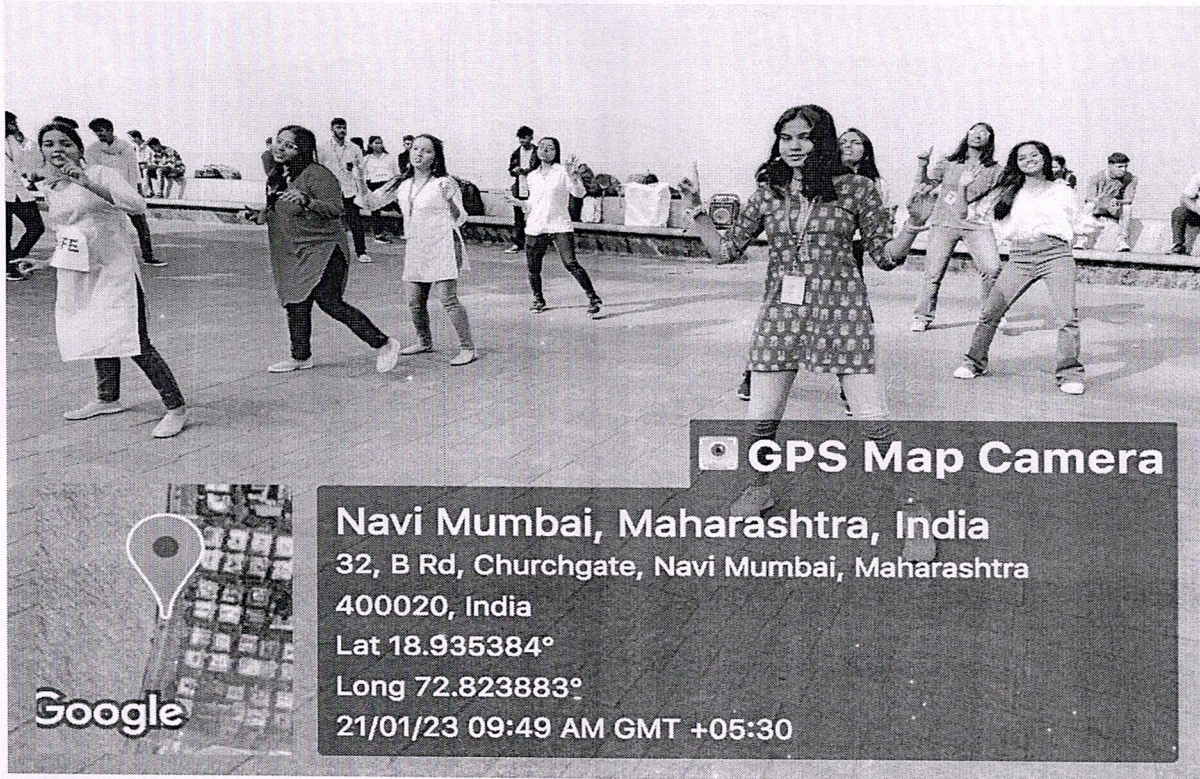 FE
GPS Map Camera
Navi Mumbai, Maharashtra, India
32, B Rd, Churchgate, Navi Mumbai, Maharashtra
400020, India
Lat 18.935384°
Long 72.823883°
21/01/23 09:49 AM GMT +05:30
Google